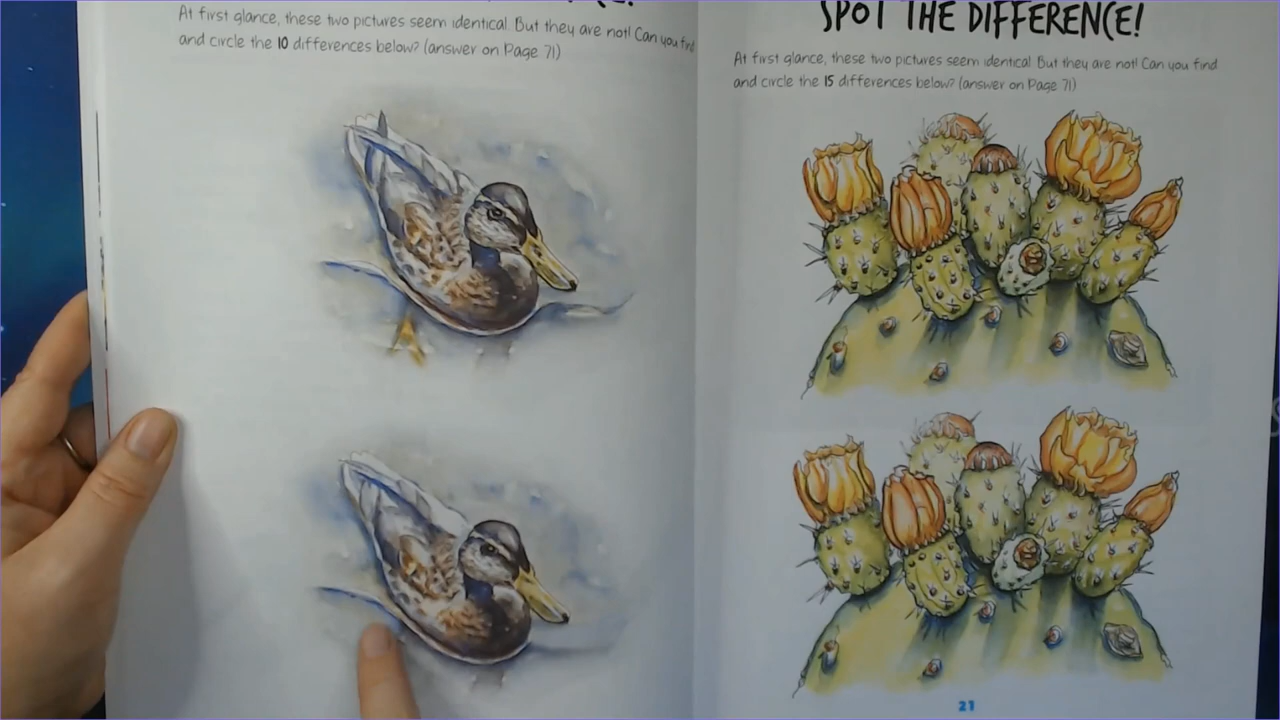 At first glance, these two pictures seem identical. But they are not! Can you find
and circle the 10 differences below? (answer on Page 71)
SPOT THE DIFFERENCE!
At first glance, these two pictures seem identical. But they are not! Can you find
and circle the 15 differences below? (answer on Page 71)
21